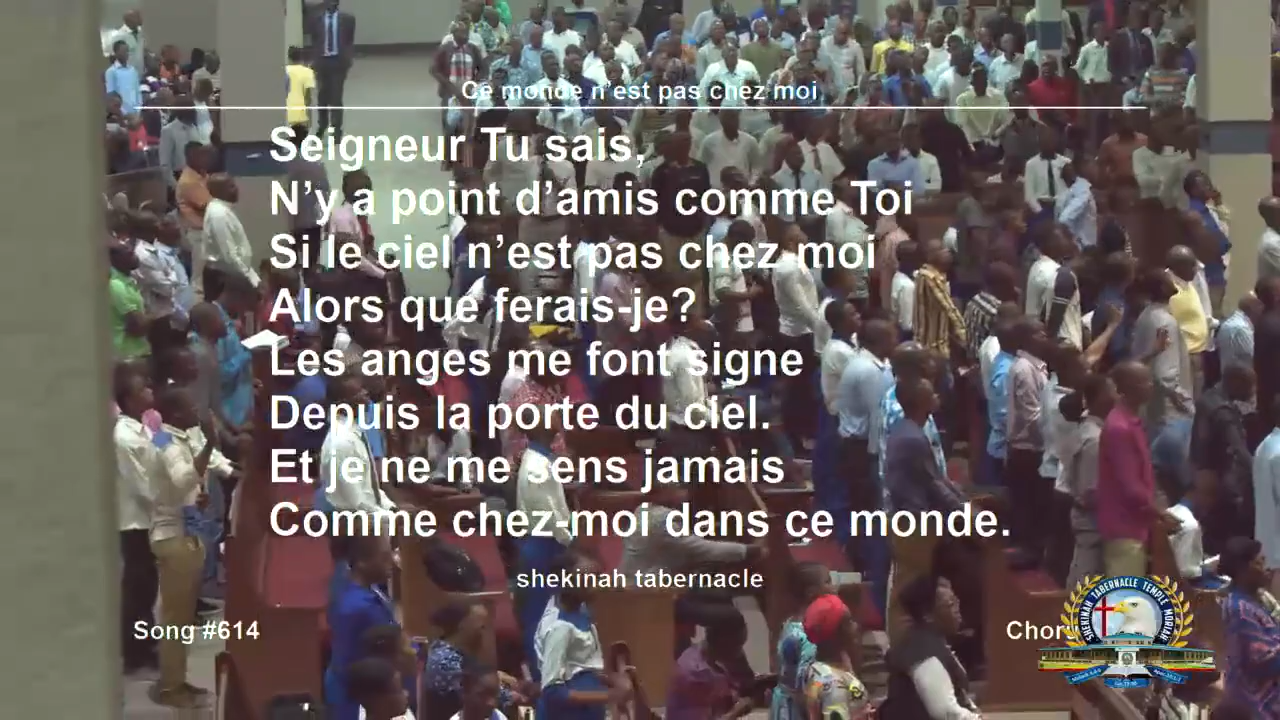 Ce monde n'est pas chez moi
Seigneur Tu sais,
N'y a point d'amis comme Toi
Si le ciel n'est pas chez-moi
Alors que ferais-je?
Les anges me font signe
Depuis la porte du ciel.
Et je ne me sens jamais
Comme chez-moi dans ce monde.
shekinah tabernacle
Song #614
SHEKINAH TABERNACLE TEMPLE MORIAH